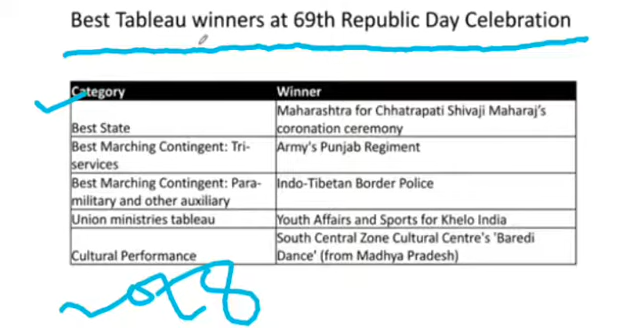 Best Tableau winners at 69th Republic Day Celebration
Category Winner
Best State Maharashtra for Chhatrapati Shivaji Maharaj's
coronation ceremony
Best Marching Contingent: Tri-
services Army's Punjab Regiment
Best Marching Contingent: Para-
military and other auxiliary Indo-Tibetan Border Police
Union ministries tableau Youth Affairs and Sports for Khelo India
Cultural Performance South Central Zone Cultural Centre's 'Baredi
Dance' (from Madhya Pradesh)